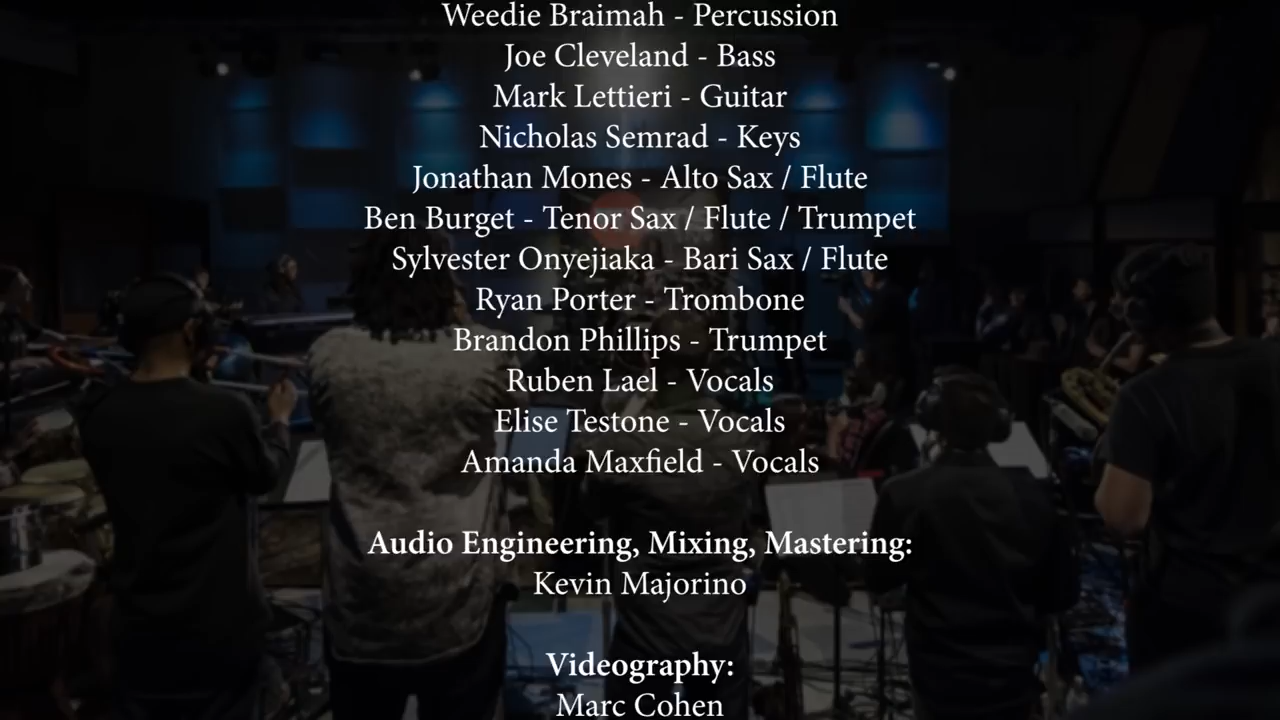 Weedie Braimah - Percussion
Joe Cleveland - Bass
Mark Lettieri - Guitar
Nicholas Semrad - Keys
Jonathan Mones - Alto Sax / Flute
Ben Burget - Tenor Sax / Flute / Trumpet
Sylvester Onyejiaka - Bari Sax / Flute
Ryan Porter - Trombone
Brandon Phillips - Trumpet
Ruben Lael - Vocals
Elise Testone - Vocals
Amanda Maxfield - Vocals
Audio Engineering, Mixing, Mastering:
Kevin Majorino
Videography:
Marc Cohen